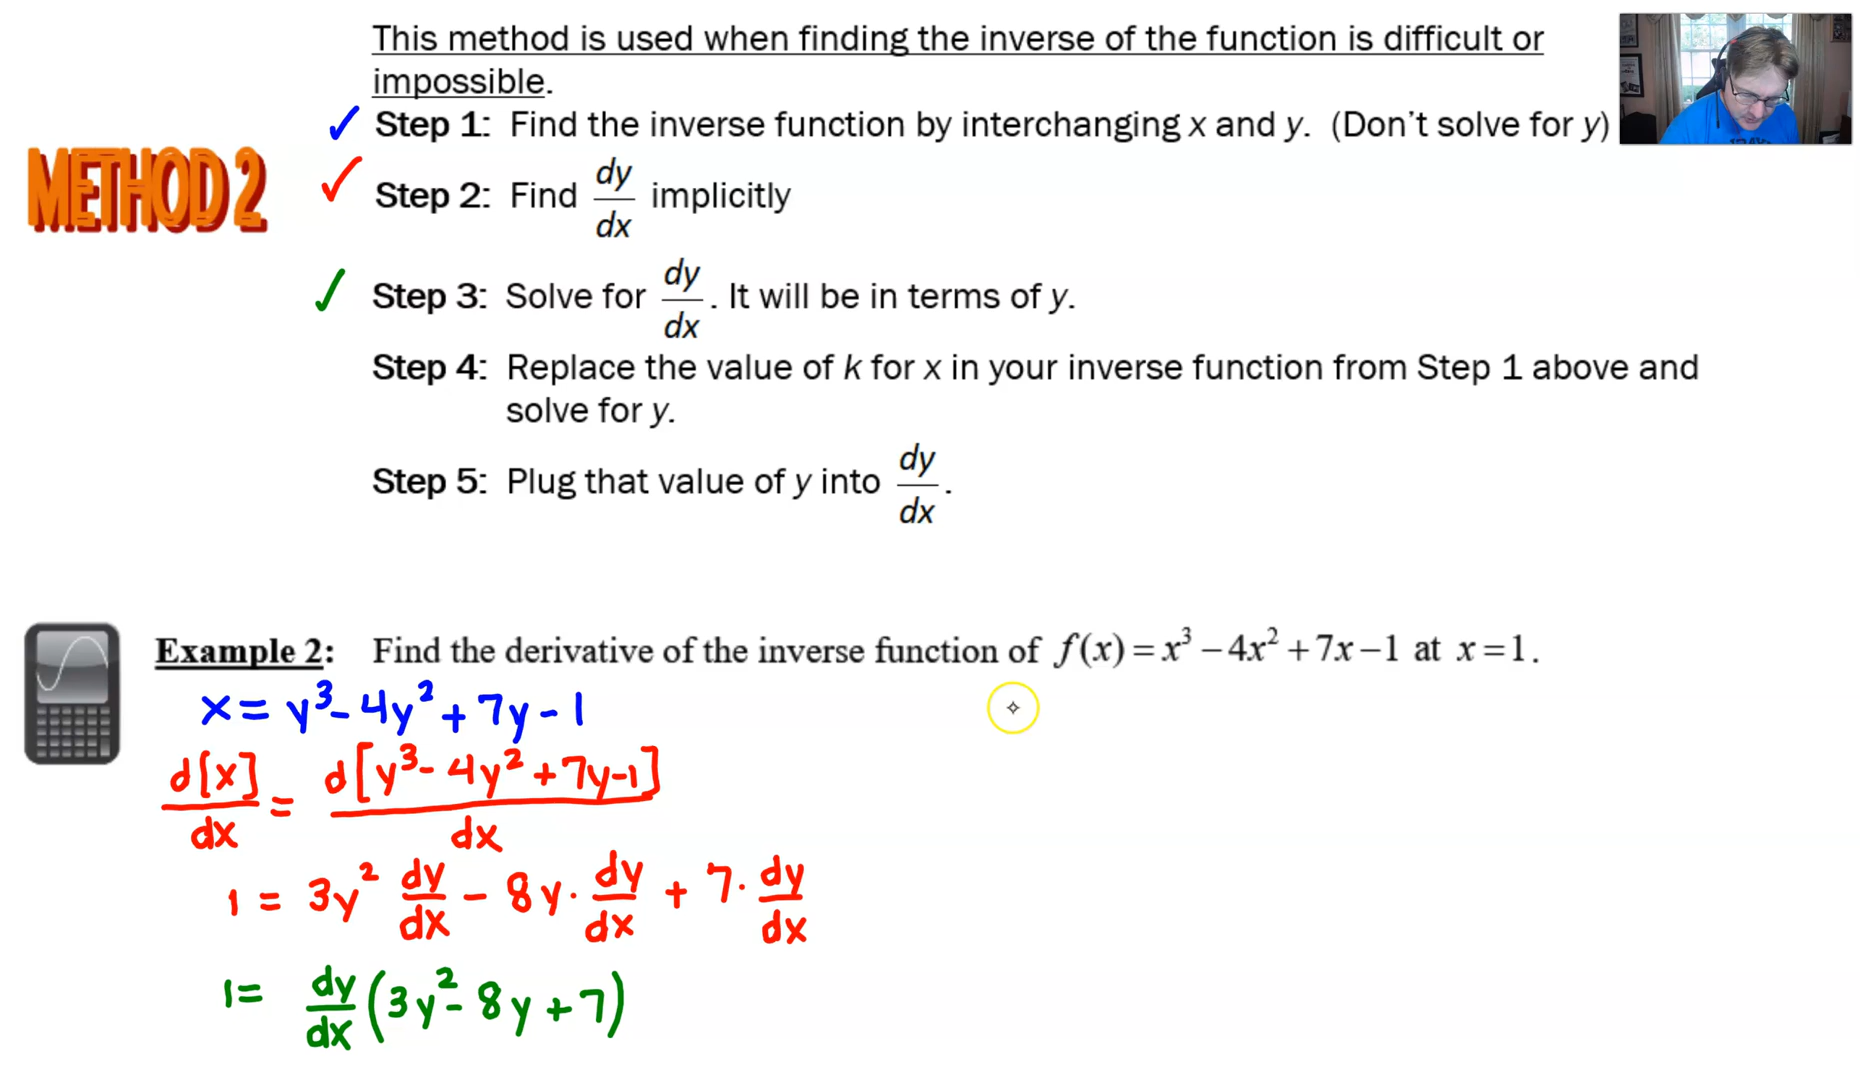 This method is used when finding the inverse of the function is difficult or
impossible.
✓ Step 1: Find the inverse function by interchanging x and y. (Don't solve for y)
METHOD 2
✓ Step 2: Find dy/dx implicitly
✓ Step 3: Solve for dy/dx. It will be in terms of y.
Step 4: Replace the value of k for x in your inverse function from Step 1 above and
solve for y.
Step 5: Plug that value of y into dy/dx.
Example 2: Find the derivative of the inverse function of f(x) = x³ − 4x² + 7x − 1 at x = 1.
x = y³ - 4y² + 7y - 1
d[x]/dx = d[y³ - 4y² + 7y - 1]/dx
1 = 3y² dy/dx - 8y · dy/dx + 7 · dy/dx
1 = dy/dx (3y² - 8y + 7)